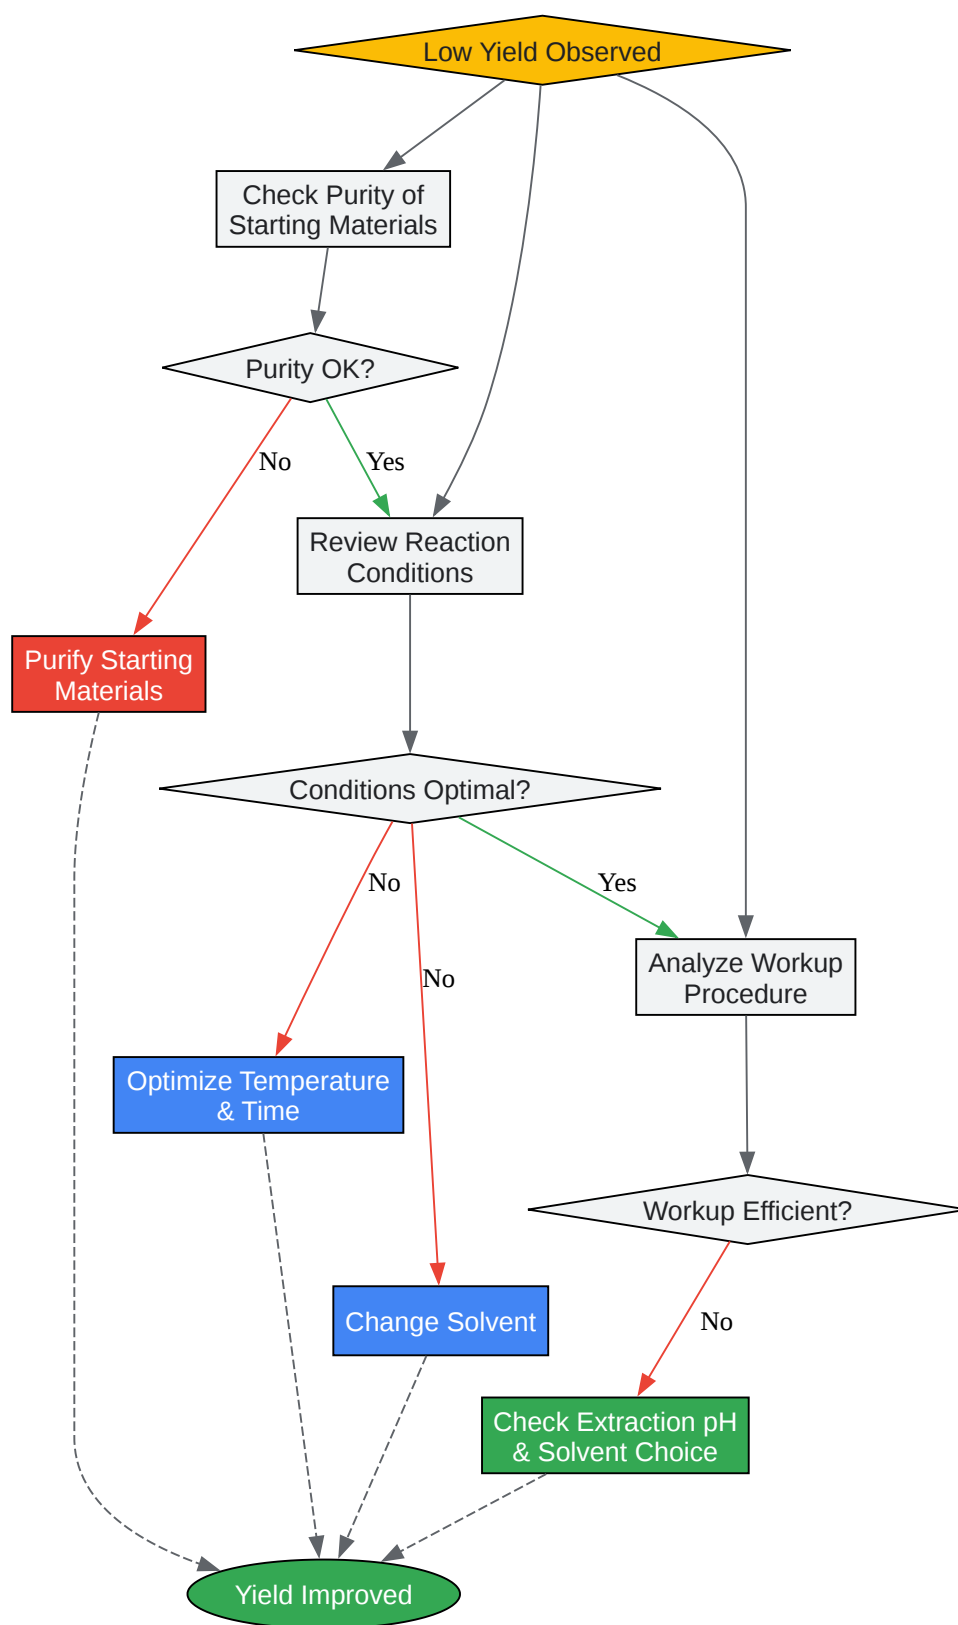 Low Yield Observed
Check Purity of
Starting Materials
Purity OK?
No
Yes
Review Reaction
Conditions
Purify Starting
Materials
Conditions Optimal?
No
Yes
No
Analyze Workup
Procedure
Optimize Temperature
& Time
Workup Efficient?
Change Solvent
No
Check Extraction pH
& Solvent Choice
Yield Improved